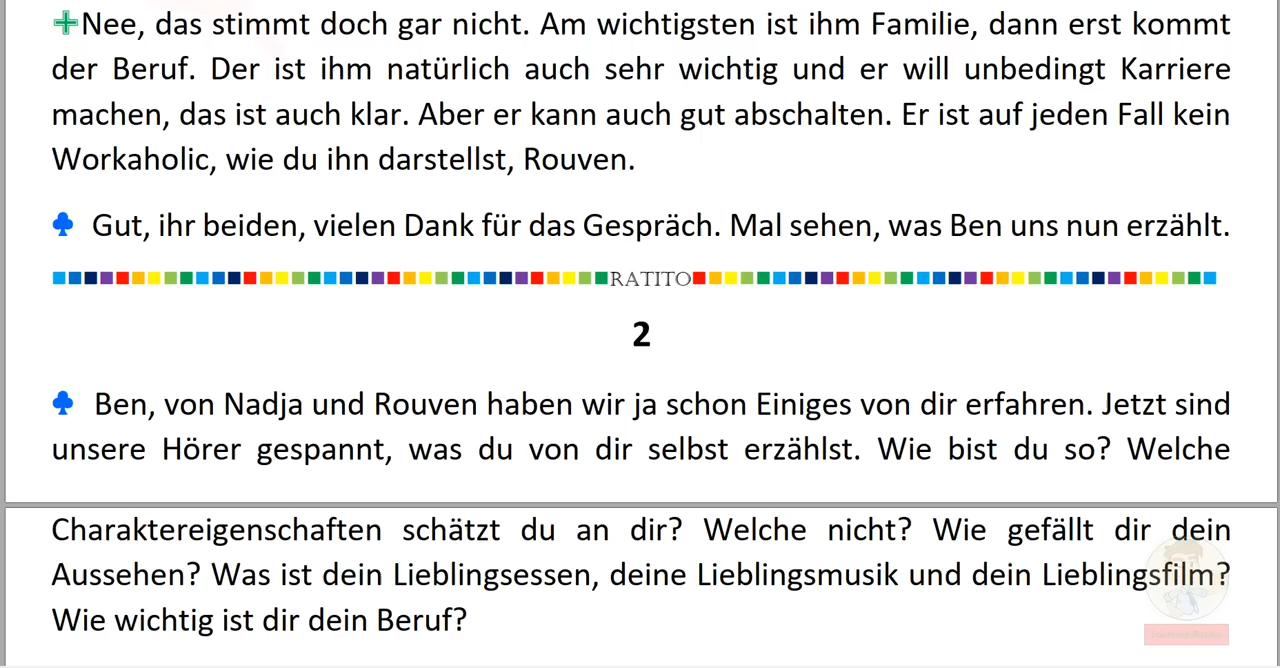 Nee, das stimmt doch gar nicht. Am wichtigsten ist ihm Familie, dann erst kommt
der Beruf. Der ist ihm natürlich auch sehr wichtig und er will unbedingt Karriere
machen, das ist auch klar. Aber er kann auch gut abschalten. Er ist auf jeden Fall kein
Workaholic, wie du ihn darstellst, Rouven.
Gut, ihr beiden, vielen Dank für das Gespräch. Mal sehen, was Ben uns nun erzählt.
RATITO
2
Ben, von Nadja und Rouven haben wir ja schon Einiges von dir erfahren. Jetzt sind
unsere Hörer gespannt, was du von dir selbst erzählst. Wie bist du so? Welche
Charaktereigenschaften schätzt du an dir? Welche nicht? Wie gefällt dir dein
Aussehen? Was ist dein Lieblingsessen, deine Lieblingsmusik und dein Lieblingsfilm?
Wie wichtig ist dir dein Beruf?